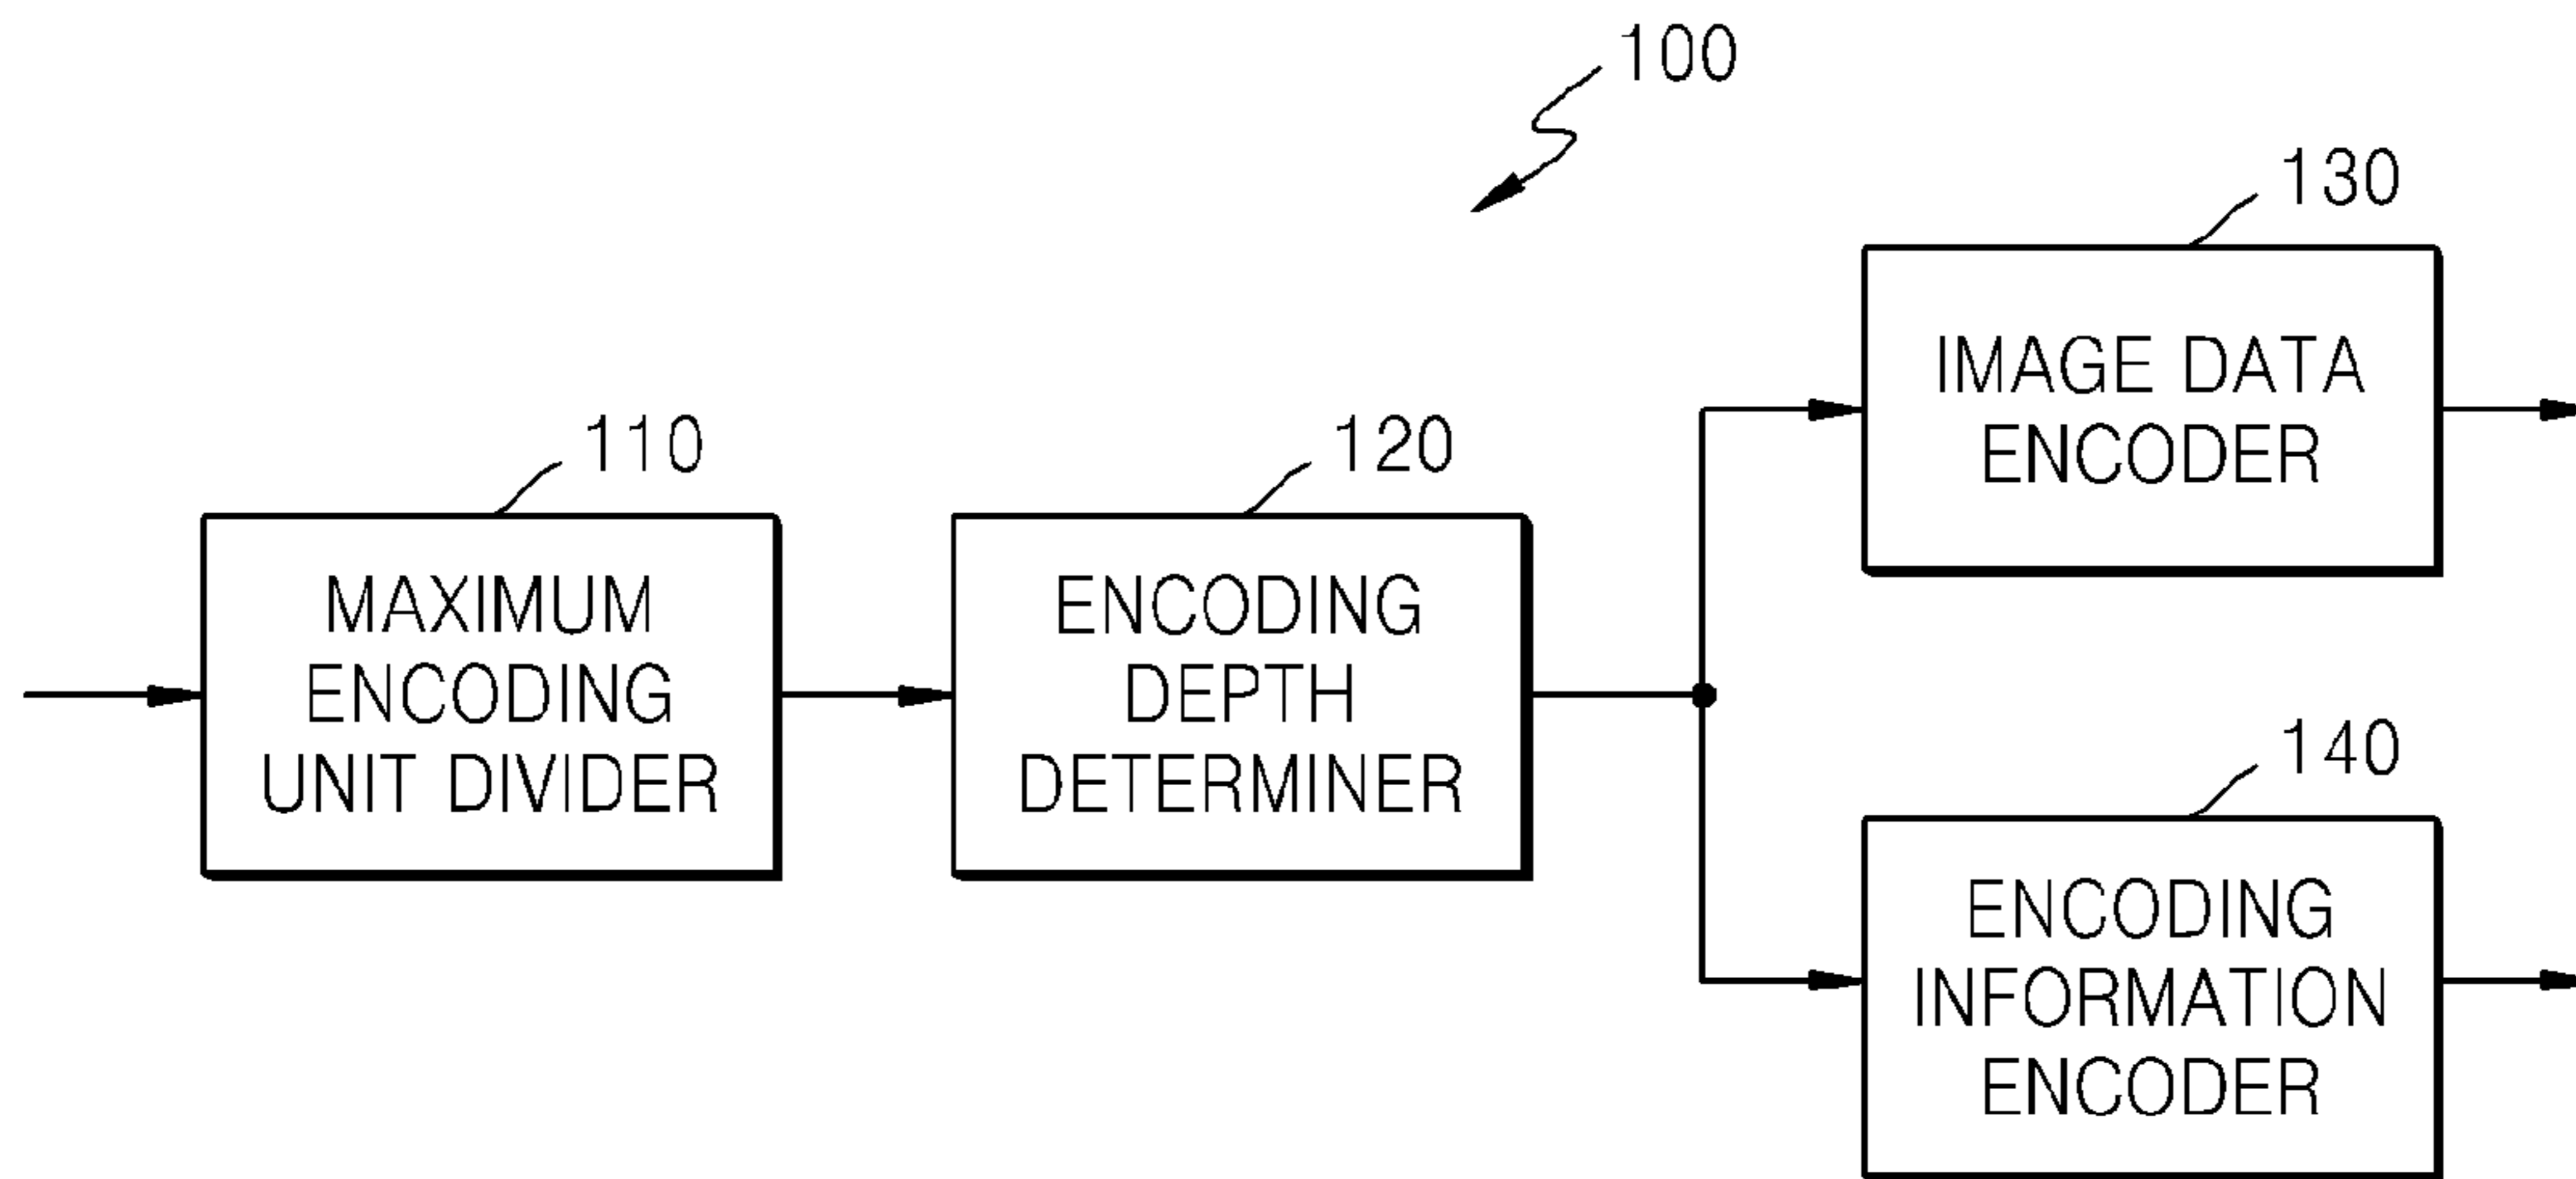 100
110
MAXIMUM
ENCODING
UNIT DIVIDER
120
ENCODING
DEPTH
DETERMINER
130
IMAGE DATA
ENCODER
140
ENCODING
INFORMATION
ENCODER